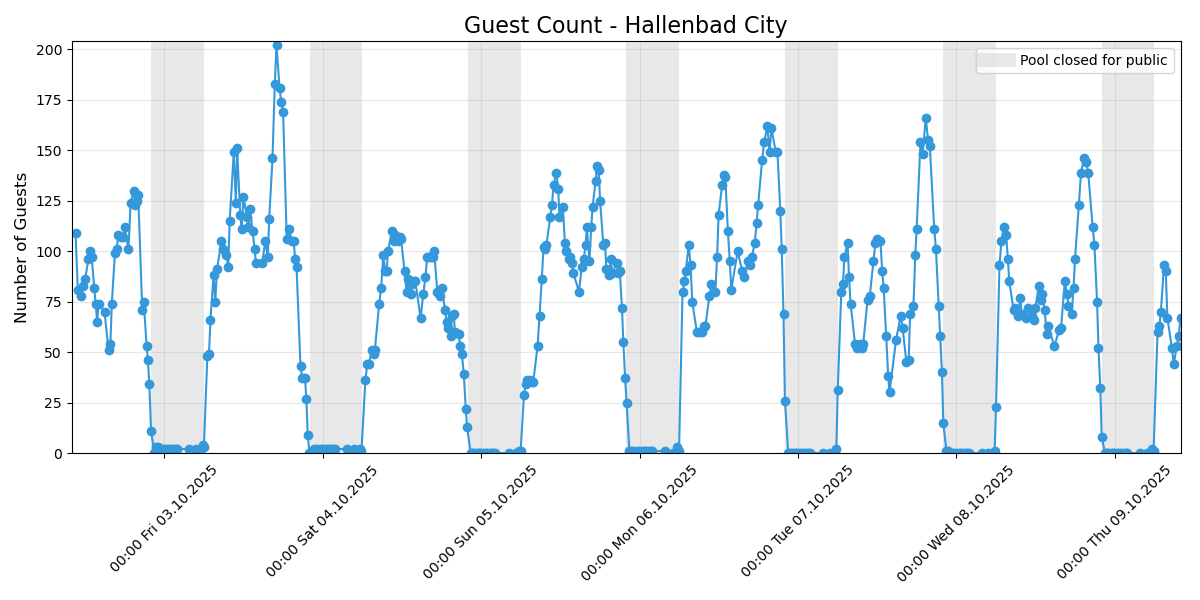 Guest Count - Hallenbad City
Pool closed for public
Number of Guests
200
175
150
125
100
75
50
25
0
00:00 Fri 03.10.2025
00:00 Sat 04.10.2025
00:00 Sun 05.10.2025
00:00 Mon 06.10.2025
00:00 Tue 07.10.2025
00:00 Wed 08.10.2025
00:00 Thu 09.10.2025